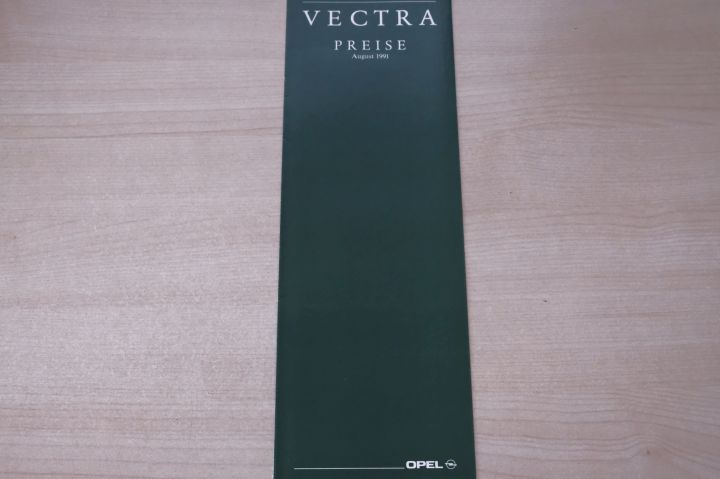 VECTRA
PREISE
August 1991
OPEL